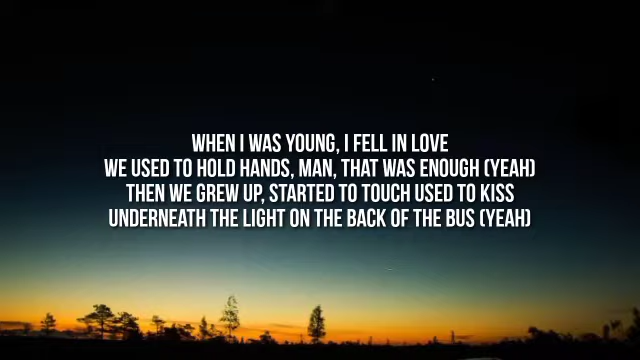 WHEN I WAS YOUNG, I FELL IN LOVE
WE USED TO HOLD HANDS, MAN, THAT WAS ENOUGH (YEAH)
THEN WE GREW UP, STARTED TO TOUCH USED TO KISS
UNDERNEATH THE LIGHT ON THE BACK OF THE BUS (YEAH)